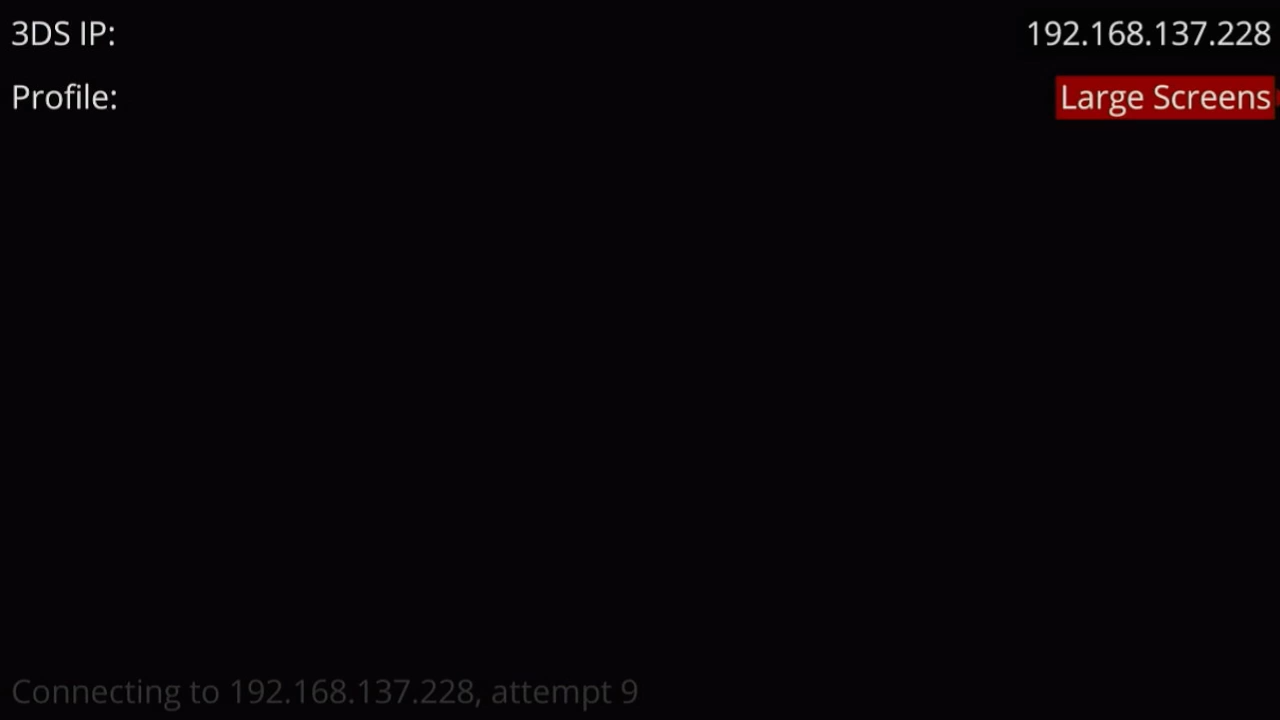 3DS IP: 192.168.137.228
Profile: Large Screens
Connecting to 192.168.137.228, attempt 9